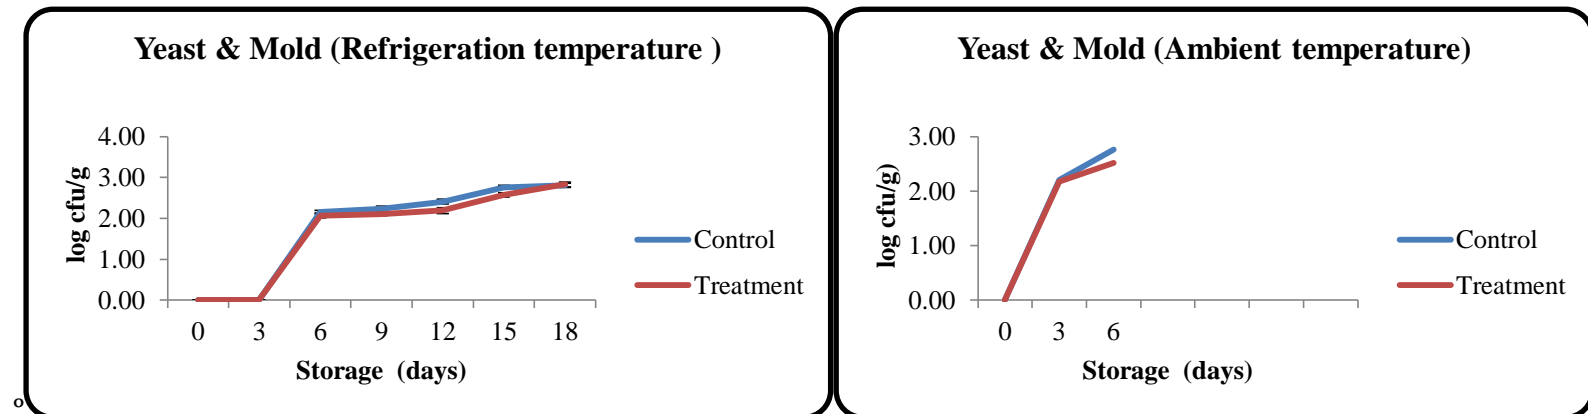 Yeast & Mold (Refrigeration temperature )
4.00
3.00
2.00
1.00
0.00
log cfu/g
0 3 6 9 12 15 18
Storage (days)
Control
Treatment
Yeast & Mold (Ambient temperature)
3.00
2.00
1.00
0.00
log cfu/g)
0 3 6
Storage (days)
Control
Treatment
o